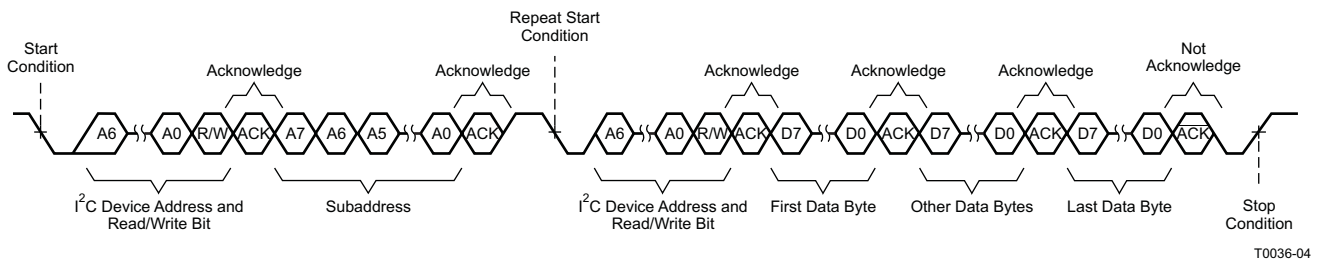 Repeat Start
Condition
Start
Condition
Not
Acknowledge
Acknowledge
Acknowledge
Acknowledge
Acknowledge
Acknowledge
A6 A0 R/W ACK A7 A6 A5 A0 ACK A6 A0 R/W ACK D7 D0 ACK D7 D0 ACK D7 D0 ACK
I2C Device Address and
Read/Write Bit
Subaddress
I2C Device Address and
Read/Write Bit
First Data Byte
Other Data Bytes
Last Data Byte
Stop
Condition
T0036-04